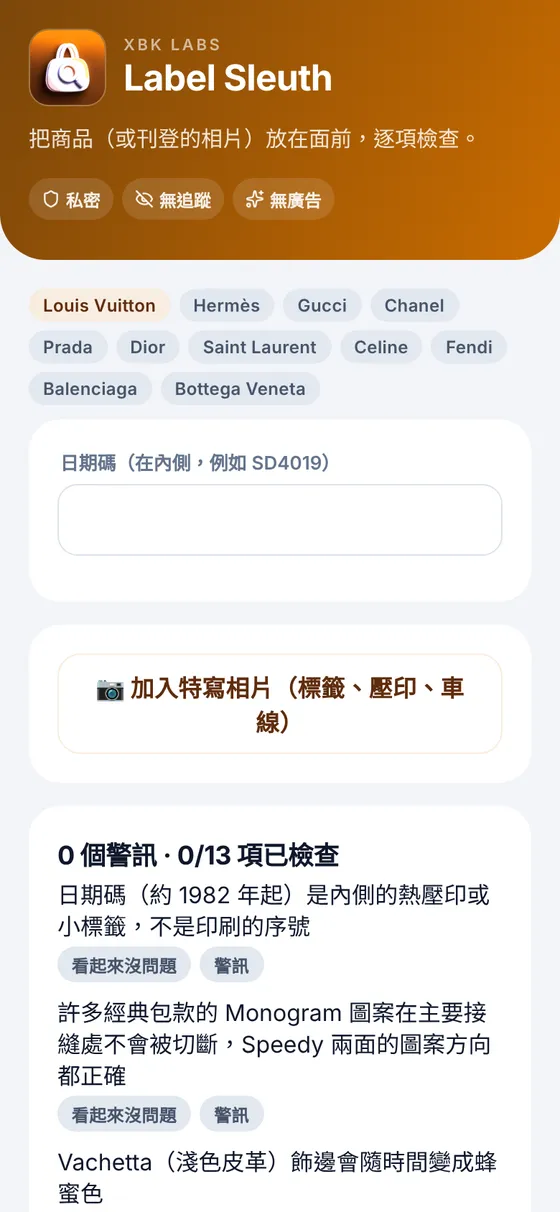 XBK LABS
Label Sleuth
把商品（或刊登的相片）放在面前，逐項檢查。
私密
無追蹤
無廣告
Louis Vuitton
Hermès
Gucci
Chanel
Prada
Dior
Saint Laurent
Celine
Fendi
Balenciaga
Bottega Veneta
日期碼（在內側，例如 SD4019）
📷 加入特寫相片（標籤、壓印、車
線）
0 個警訊 · 0/13 項已檢查
日期碼（約 1982 年起）是內側的熱壓印或
小標籤，不是印刷的序號
看起來沒問題
警訊
許多經典包款的 Monogram 圖案在主要接
縫處不會被切斷，Speedy 兩面的圖案方向
都正確
看起來沒問題
警訊
Vachetta（淺色皮革）飾邊會隨時間變成蜂
蜜色